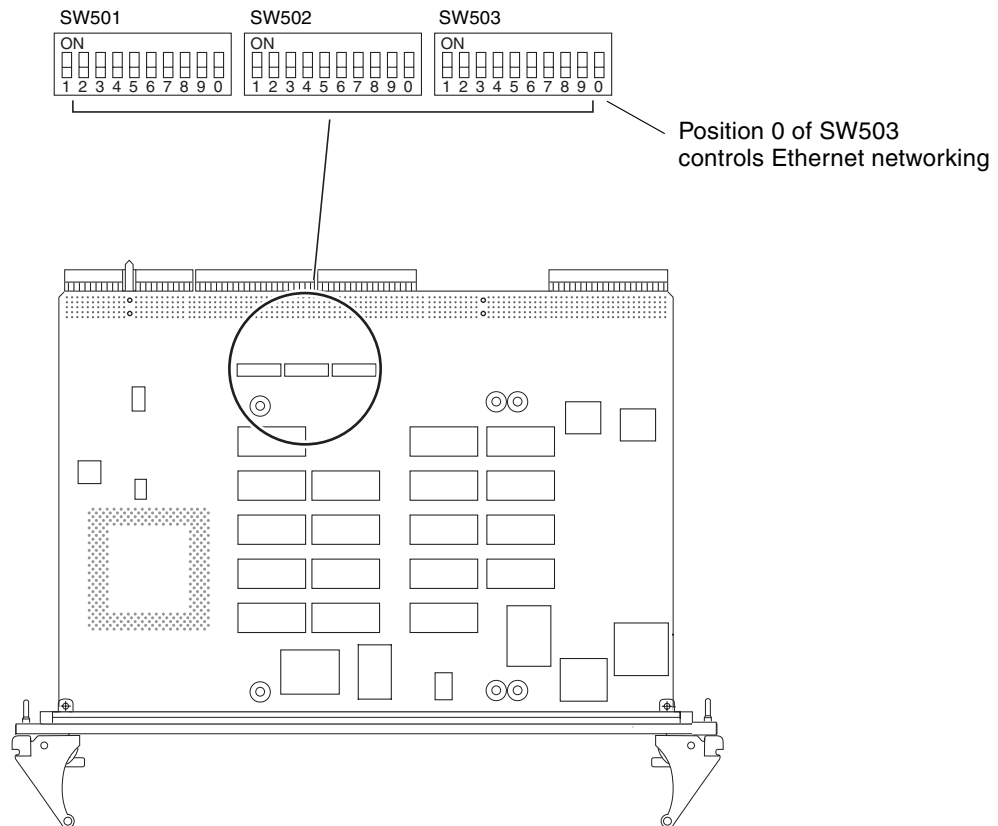 SW501 SW502 SW503
ON ON ON
1 2 3 4 5 6 7 8 9 0 1 2 3 4 5 6 7 8 9 0 1 2 3 4 5 6 7 8 9 0
Position 0 of SW503
controls Ethernet networking